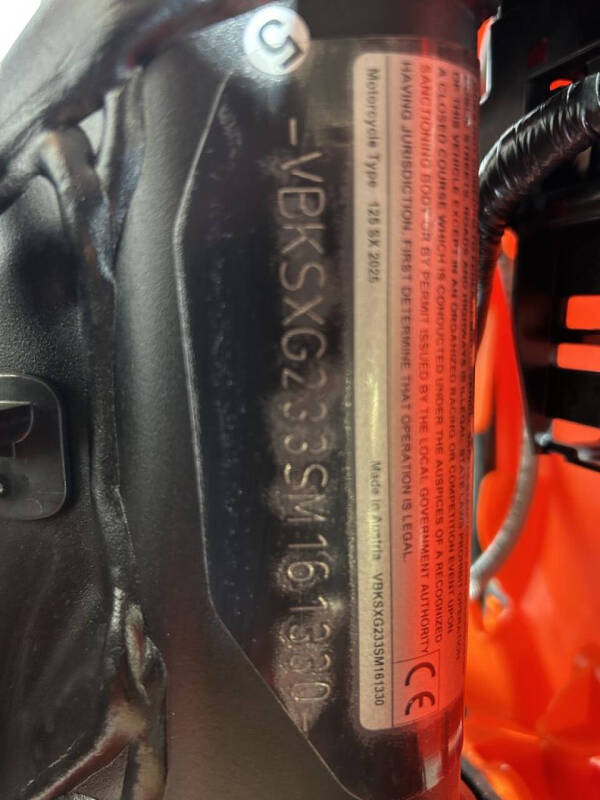 5
-VBKSXG233SM161330-
Motorcycle Type 125 SX 2025 Made in Austria VBKSXG233SM161330
CE
OF THIS VEHICLE EXCEPT IN AN ORGANIZED RACING OR COMPETITION EVENT UPON
A CLOSED COURSE WHICH IS CONDUCTED UNDER THE AUSPICES OF A RECOGNIZED
SANCTIONING BODY OR BY PERMIT ISSUED BY THE LOCAL GOVERNMENT AUTHORITY
HAVING JURISDICTION. FIRST DETERMINE THAT OPERATION IS LEGAL.